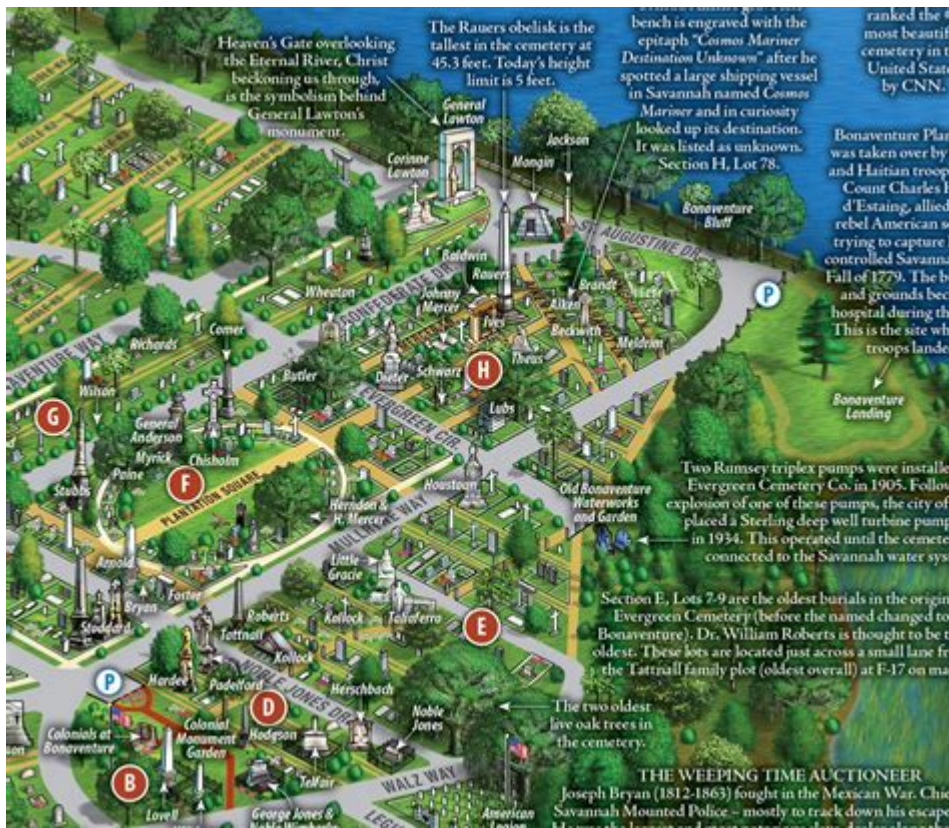 bench is engraved with the
epitaph "Cosmos Mariner
Destination Unknown" after he
spotted a large shipping vessel
in Savannah named Cosmos
Mariner and in curiosity
looked up its destination.
It was listed as unknown.
Section H, Lot 78.
ranked the
most beautif
cemetery in
United State
by CNN.
The Rauers obelisk is the
tallest in the cemetery at
45.3 feet. Today's height
limit is 5 feet.
Heaven's Gate overlooking
the Eternal River, Christ
beckoning us through,
is the symbolism behind
General Lawton's
monument.
Bonaventure Pla
was taken over by
and Haitian troop
Count Charles
d'Estaing, allied
rebel American s
trying to capture
controlled Savanna
Fall of 1779. The h
and grounds be
hospital during th
This is the site w
troops lande
General
Lawton
Corinne
Lawton
Mongin
Jackson
Bonaventure
Bluff
ST. AUGUSTINE DR.
P
Baldwin
Rauers
Wheaton
CONFEDERATE DR.
Johnny
Mercer
Ives
Aiken
Brandt
Beckwith
Meldrim
Theus
Schwarz
H
Dieter
Lubs
Butler
EVERGREEN CIR.
Comer
Richards
AVENTURE WAY
Wilson
G
General
Anderson
Myrick
Paine
Chisholm
Stubbs
F
PLANTATION SQUARE
Herndon &
H. Mercer
MULLRYNE WAY
Houstoun
Old Bonaventure
Waterworks
and Garden
Bonaventure
Landing
Two Rumsey triplex pumps were installe
Evergreen Cemetery Co. in 1905. Follow
explosion of one of these pumps, the city o
placed a Sterling deep well turbine pum
in 1934. This operated until the cemete
connected to the Savannah water sy
Little
Gracie
Taliaferro
Kollock
E
Arnold
Bryan
Foster
Stoddard
Roberts
Tattnall
Kollock
Section E, Lots 7-9 are the oldest burials in the origin
Evergreen Cemetery (before the named changed to
Bonaventure). Dr. William Roberts is thought to be
oldest. These lots are located just across a small lane fr
the Tattnall family plot (oldest overall) at F-17 on m
P
Hardee
Padelford
NOBLE JONES DR.
Herschbach
D
Noble
Jones
The two oldest
live oak trees in
the cemetery.
Colonials at
Bonaventure
Colonial
Monument
Garden
Hodgson
Telfair
B
Lovell
George Jones &
WALZ WAY
American
THE WEEPING TIME AUCTIONEER
Joseph Bryan (1812-1863) fought in the Mexican War. Chie
Savannah Mounted Police – mostly to track down his escap